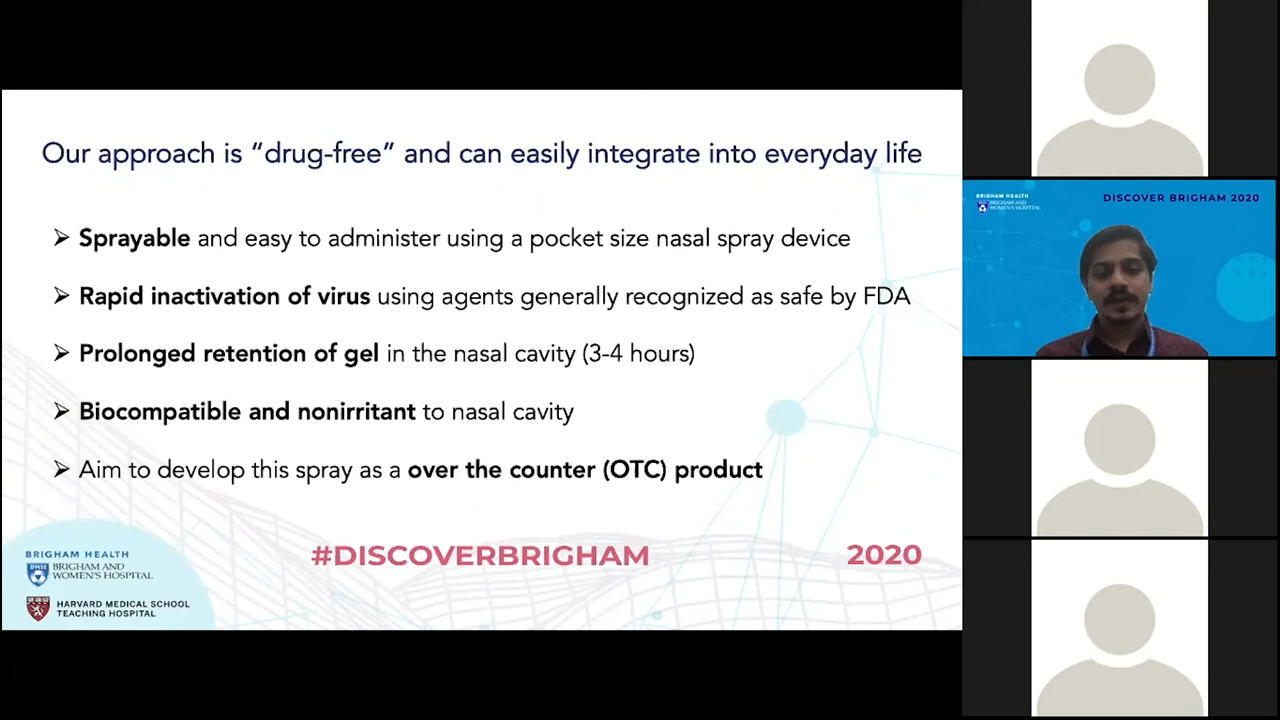 Our approach is “drug-free” and can easily integrate into everyday life
➢ Sprayable and easy to administer using a pocket size nasal spray device
➢ Rapid inactivation of virus using agents generally recognized as safe by FDA
➢ Prolonged retention of gel in the nasal cavity (3-4 hours)
➢ Biocompatible and nonirritant to nasal cavity
➢ Aim to develop this spray as a over the counter (OTC) product
#DISCOVERBRIGHAM 2020
BRIGHAM HEALTH
BWH
BRIGHAM AND
WOMEN'S HOSPITAL
HARVARD MEDICAL SCHOOL
TEACHING HOSPITAL
BRIGHAM HEALTH
BRIGHAM AND
WOMEN'S HOSPITAL
DISCOVER BRIGHAM 2020